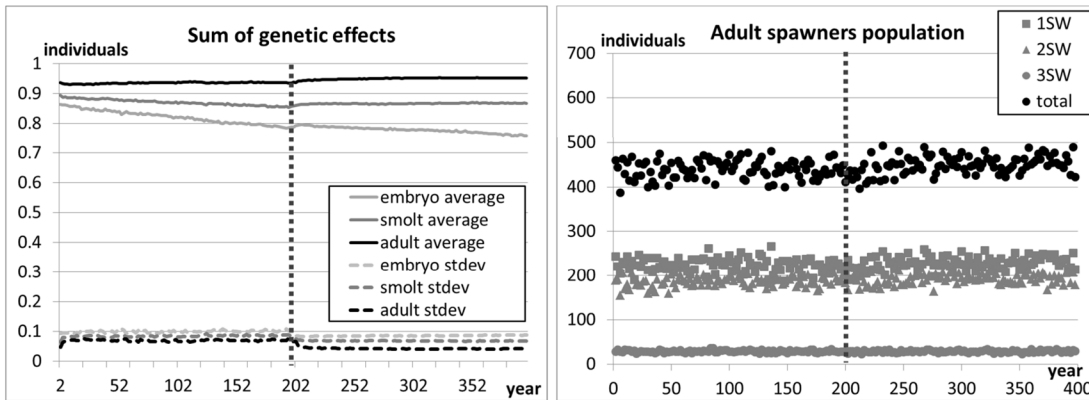 Sum of genetic effects
individuals
1
0.9
0.8
0.7
0.6
0.5
0.4
0.3
0.2
0.1
0
embryo average
smolt average
adult average
embryo stdev
smolt stdev
adult stdev
2 52 102 152 202 252 302 352
year
Adult spawners population
individuals
700
600
500
400
300
200
100
0
1SW
2SW
3SW
total
0 50 100 150 200 250 300 350 400
year